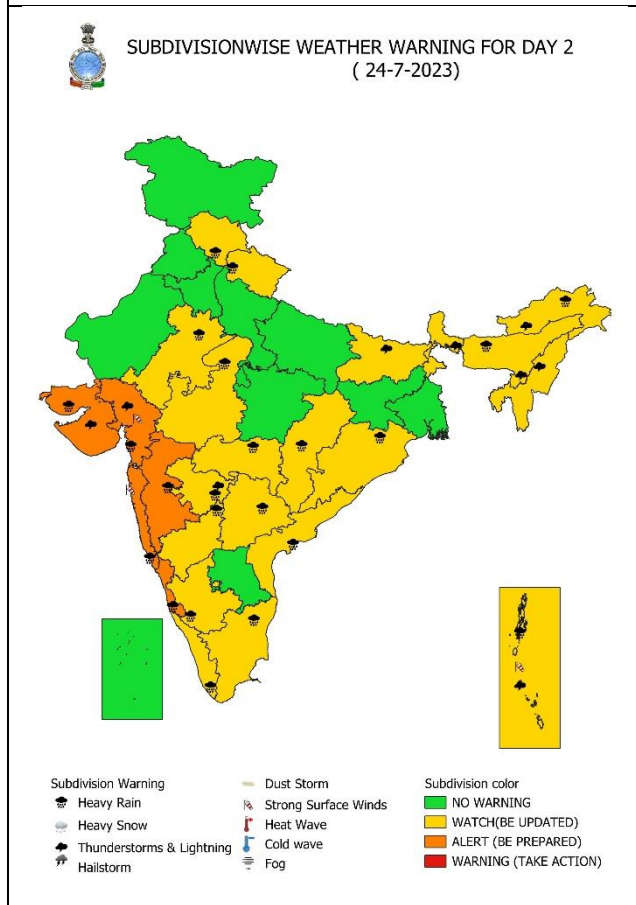 SUBDIVISIONWISE WEATHER WARNING FOR DAY 2
( 24-7-2023)
Subdivision Warning
Heavy Rain
Heavy Snow
Thunderstorms & Lightning
Hailstorm
Dust Storm
Strong Surface Winds
Heat Wave
Cold wave
Fog
Subdivision color
NO WARNING
WATCH(BE UPDATED)
ALERT (BE PREPARED)
WARNING (TAKE ACTION)